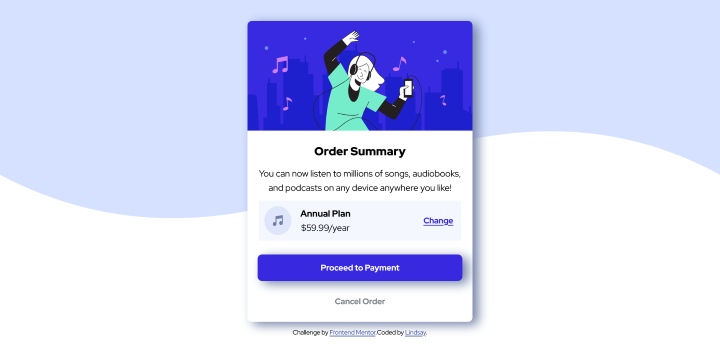 Order Summary
You can now listen to millions of songs, audiobooks,
and podcasts on any device anywhere you like!
Annual Plan
$59.99/year
Change
Proceed to Payment
Cancel Order
Challenge by Frontend Mentor.Coded by Lindsay.